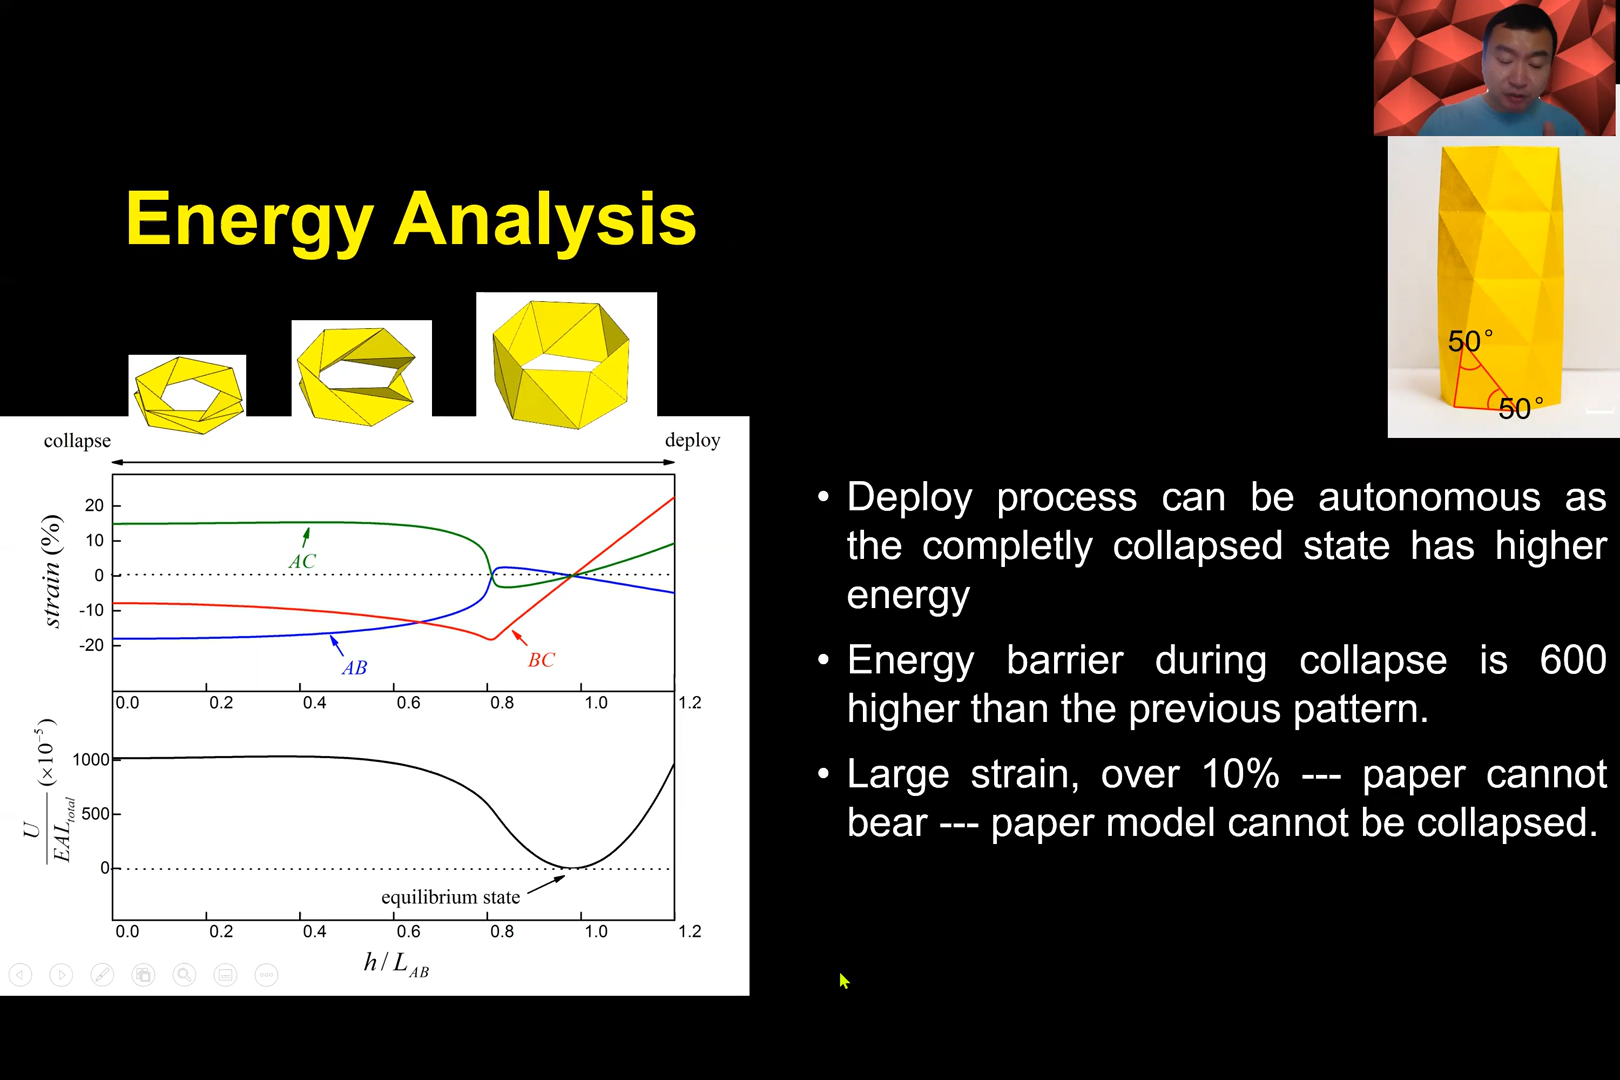 Energy Analysis
50°
50°
collapse
deploy
20
10
0
-10
-20
strain (%)
AC
AB
BC
0.0 0.2 0.4 0.6 0.8 1.0 1.2
1000
500
0
U
EAL_total
(×10⁻⁵)
equilibrium state
0.0 0.2 0.4 0.6 0.8 1.0 1.2
h / L_AB
• Deploy process can be autonomous as
the completly collapsed state has higher
energy
• Energy barrier during collapse is 600
higher than the previous pattern.
• Large strain, over 10% --- paper cannot
bear --- paper model cannot be collapsed.